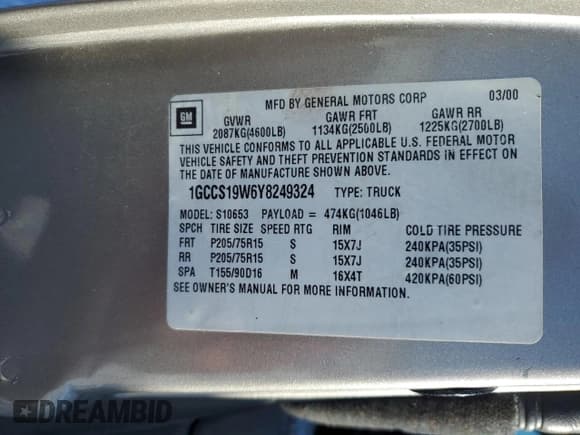 MFD BY GENERAL MOTORS CORP 03/00
GM
GVWR GAWR FRT GAWR RR
2087KG(4600LB) 1134KG(2500LB) 1225KG(2700LB)
THIS VEHICLE CONFORMS TO ALL APPLICABLE U.S. FEDERAL MOTOR
VEHICLE SAFETY AND THEFT PREVENTION STANDARDS IN EFFECT ON
THE DATE OF MANUFACTURE SHOWN ABOVE.
1GCCS19W6Y8249324 TYPE: TRUCK
MODEL: S10653 PAYLOAD = 474KG(1046LB)
SPCH TIRE SIZE SPEED RTG RIM COLD TIRE PRESSURE
FRT P205/75R15 S 15X7J 240KPA(35PSI)
RR P205/75R15 S 15X7J 240KPA(35PSI)
SPA T155/90D16 M 16X4T 420KPA(60PSI)
SEE OWNER'S MANUAL FOR MORE INFORMATION.
DREAMBID